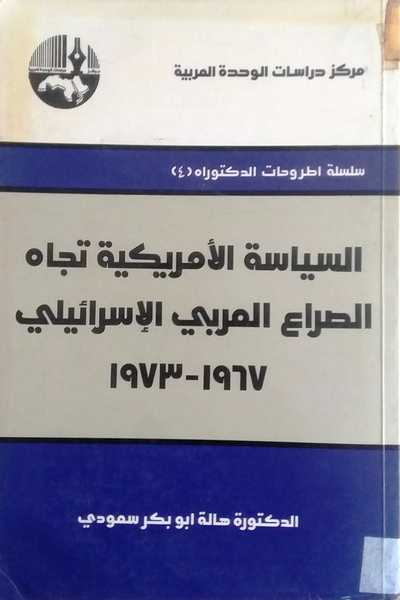 مركز دراسات الوحدة العربية
سلسلة اطروحات الدكتوراه (٤)
السياسة الأمريكية تجاه
الصراع العربي الإسرائيلي
١٩٦٧-١٩٧٣
الدكتورة هالة ابو بكر سعودي